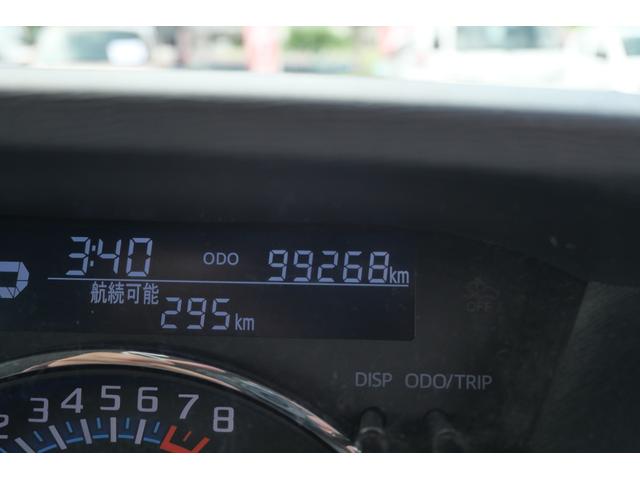 3:40 ODO 99268km
航続可能
295km
OFF
DISP ODO/TRIP
2 3 4 5 6 7 8